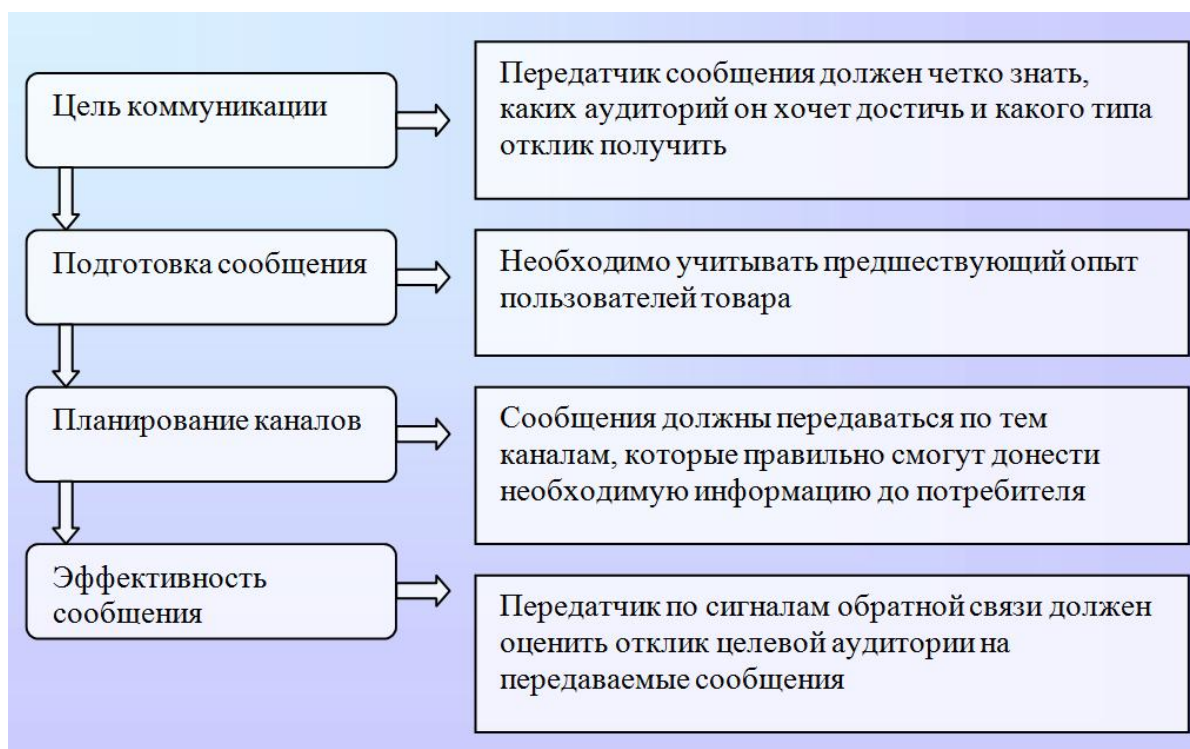 Цель коммуникации
Передатчик сообщения должен четко знать,
каких аудиторий он хочет достичь и какого типа
отклик получить
Подготовка сообщения
Необходимо учитывать предшествующий опыт
пользователей товара
Планирование каналов
Сообщения должны передаваться по тем
каналам, которые правильно смогут донести
необходимую информацию до потребителя
Эффективность
сообщения
Передатчик по сигналам обратной связи должен
оценить отклик целевой аудитории на
передаваемые сообщения